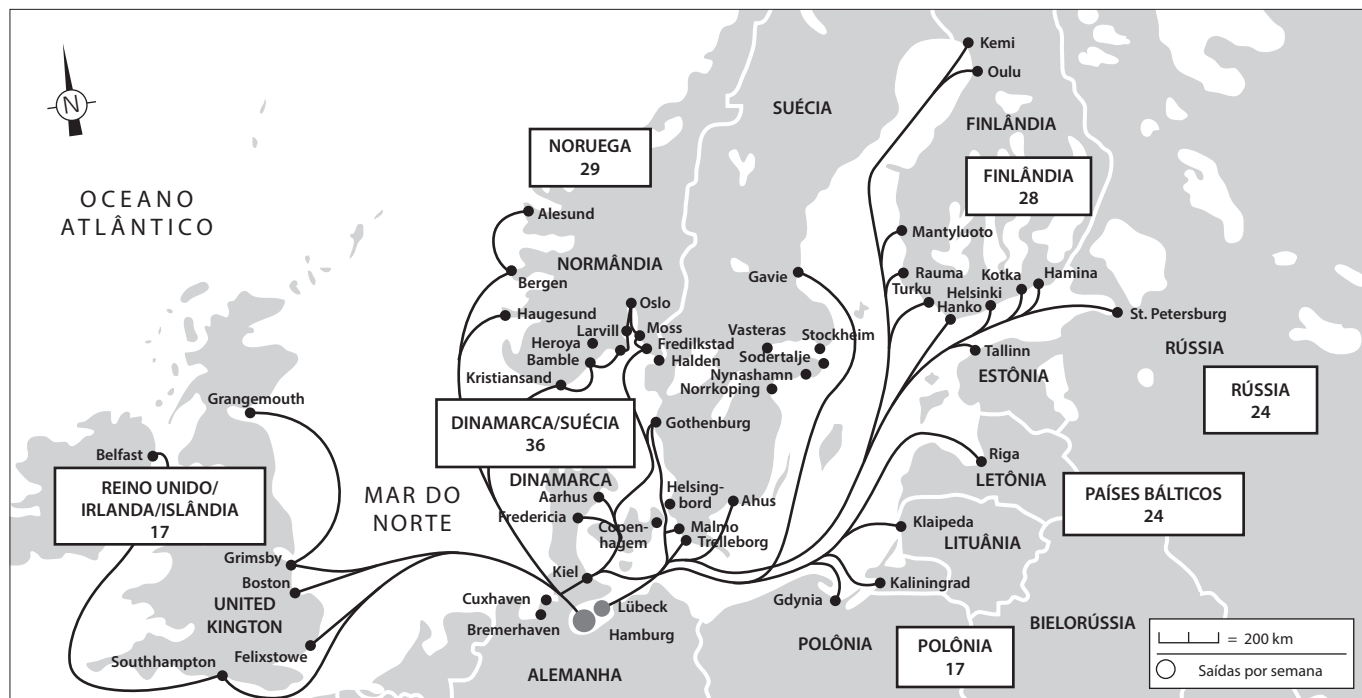 N
OCEANO
ATLÂNTICO
NORUEGA
29
SUÉCIA
Kemi
Oulu
FINLÂNDIA
FINLÂNDIA
28
Alesund
Bergen
NORMÂNDIA
Haugesund
Oslo
Larvill
Moss
Heroya
Fredilkstad
Bamble
Halden
Kristiansand
Gavie
Vasteras
Stockheim
Sodertalje
Nynashamn
Norrkoping
Mantyluoto
Rauma
Turku
Kotka
Hamina
Helsinki
Hanko
St. Petersburg
Tallinn
ESTÔNIA
RÚSSIA
RÚSSIA
24
Grangemouth
Belfast
REINO UNIDO/
IRLANDA/ISLÂNDIA
17
DINAMARCA/SUÉCIA
36
Gothenburg
MAR DO
NORTE
DINAMARCA
Aarhus
Fredericia
Helsing-
bord
Copen-
hagem
Malmo
Trelleborg
Ahus
Riga
LETÔNIA
PAÍSES BÁLTICOS
24
Klaipeda
LITUÂNIA
Kaliningrad
Gdynia
Grimsby
Boston
UNITED
KINGTON
Felixstowe
Southhampton
Kiel
Cuxhaven
Bremerhaven
Lübeck
Hamburg
ALEMANHA
POLÔNIA
POLÔNIA
17
BIELORÚSSIA
= 200 km
Saídas por semana